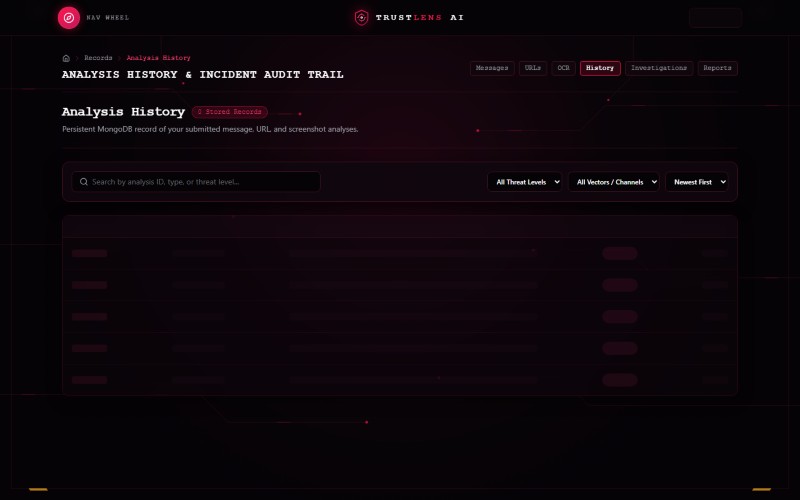 NAV WHEEL
TRUSTLENS AI
Records Analysis History
ANALYSIS HISTORY & INCIDENT AUDIT TRAIL
Messages URLs OCR History Investigations Reports
Analysis History
Stored Records
Persistent MongoDB record of your submitted message, URL, and screenshot analyses.
Search by analysis ID, type, or threat level...
All Threat Levels All Vectors / Channels Newest First